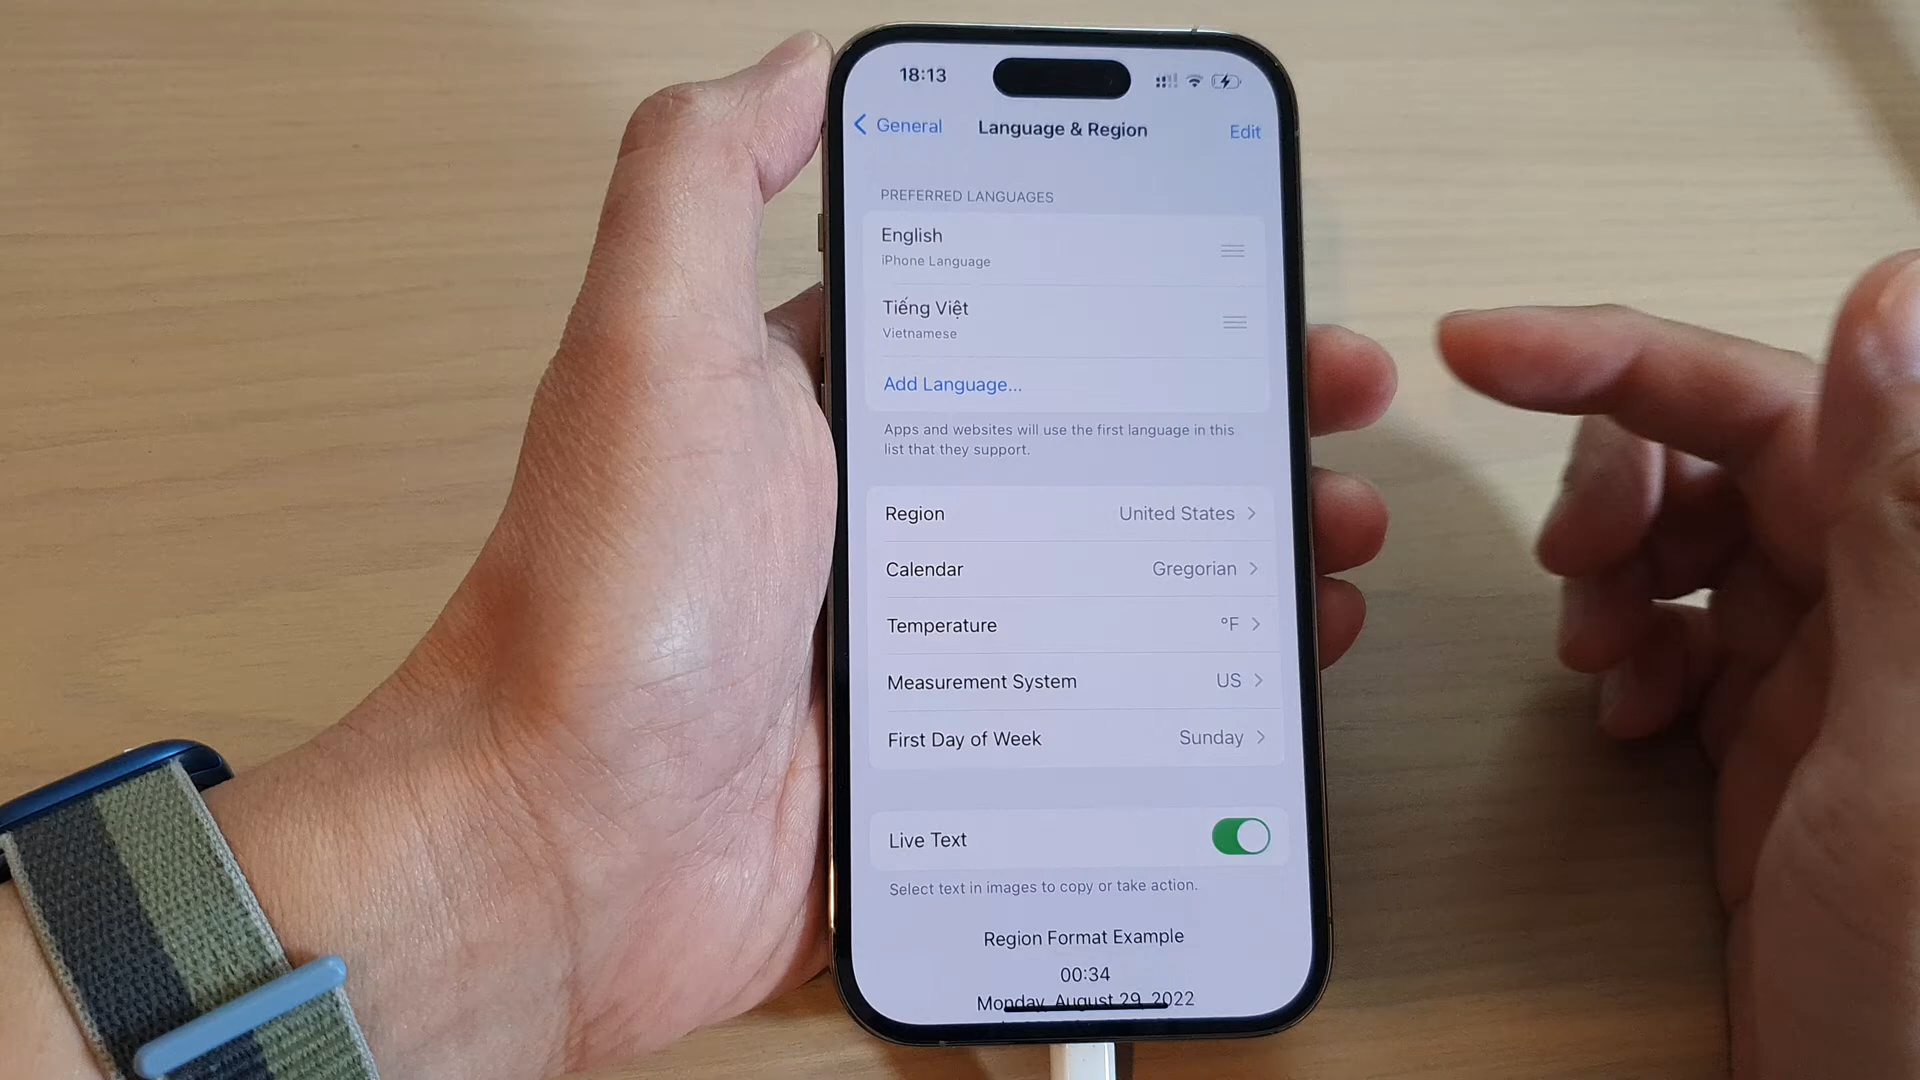 18:13
General
Language & Region
Edit
PREFERRED LANGUAGES
English
iPhone Language
Tiếng Việt
Vietnamese
Add Language...
Apps and websites will use the first language in this
list that they support.
Region United States
Calendar Gregorian
Temperature °F
Measurement System US
First Day of Week Sunday
Live Text
Select text in images to copy or take action.
Region Format Example
00:34
Monday, August 29, 2022